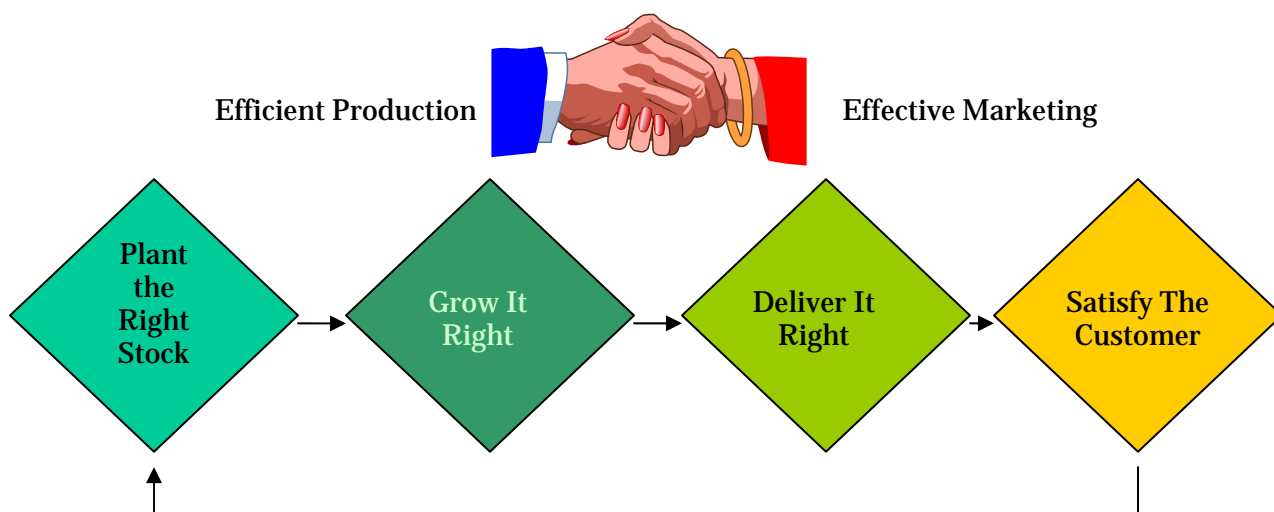 Efficient Production
Effective Marketing
Plant
the
Right
Stock
Grow It
Right
Deliver It
Right
Satisfy The
Customer